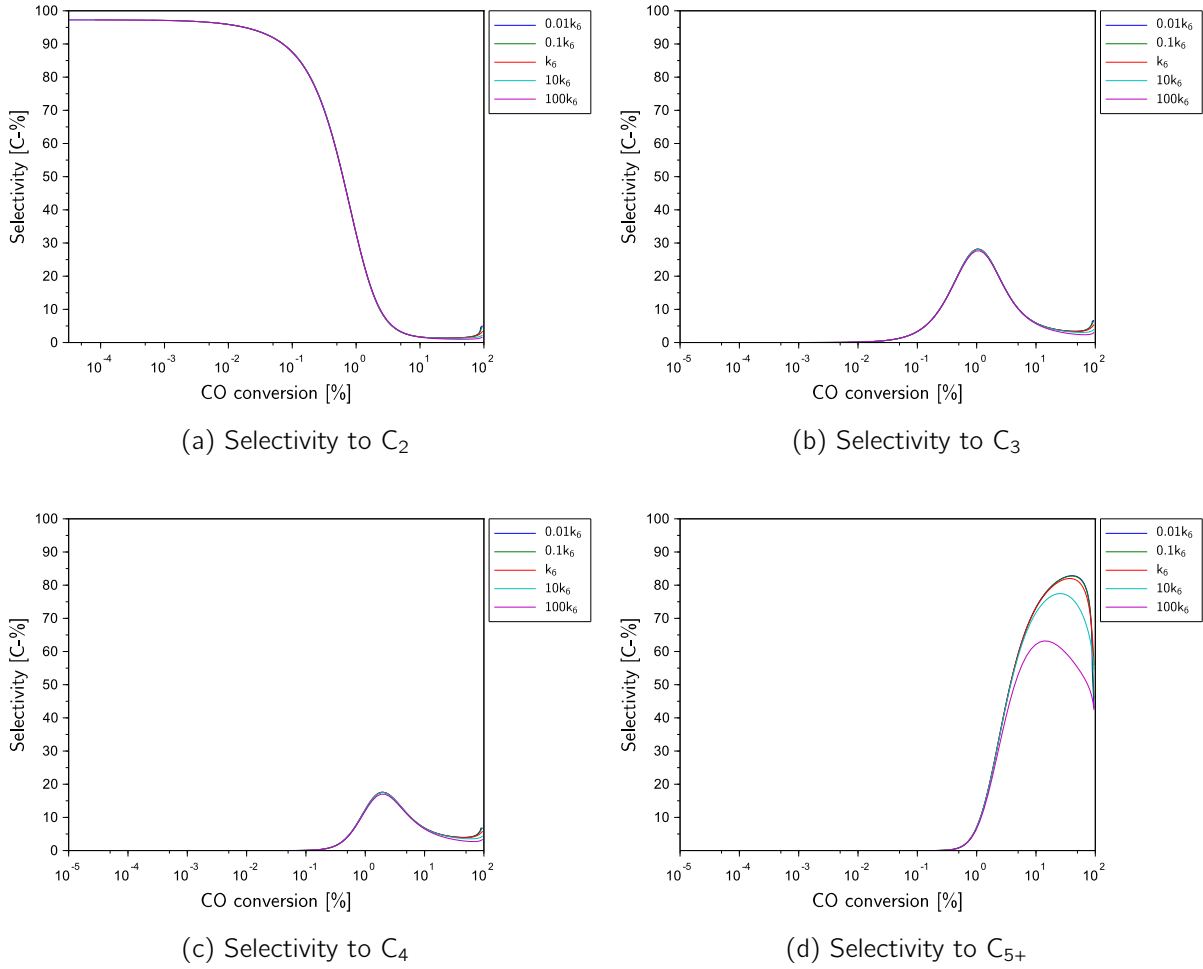 100
90
80
70
60
50
40
30
20
10
0
Selectivity [C-%]
10^-4 10^-3 10^-2 10^-1 10^0 10^1 10^2
CO conversion [%]
0.01k₆
0.1k₆
k₆
10k₆
100k₆
(a) Selectivity to C₂
100
90
80
70
60
50
40
30
20
10
0
Selectivity [C-%]
10^-5 10^-4 10^-3 10^-2 10^-1 10^0 10^1 10^2
CO conversion [%]
0.01k₆
0.1k₆
k₆
10k₆
100k₆
(b) Selectivity to C₃
100
90
80
70
60
50
40
30
20
10
0
Selectivity [C-%]
10^-5 10^-4 10^-3 10^-2 10^-1 10^0 10^1 10^2
CO conversion [%]
0.01k₆
0.1k₆
k₆
10k₆
100k₆
(c) Selectivity to C₄
100
90
80
70
60
50
40
30
20
10
0
Selectivity [C-%]
10^-5 10^-4 10^-3 10^-2 10^-1 10^0 10^1 10^2
CO conversion [%]
0.01k₆
0.1k₆
k₆
10k₆
100k₆
(d) Selectivity to C₅₊